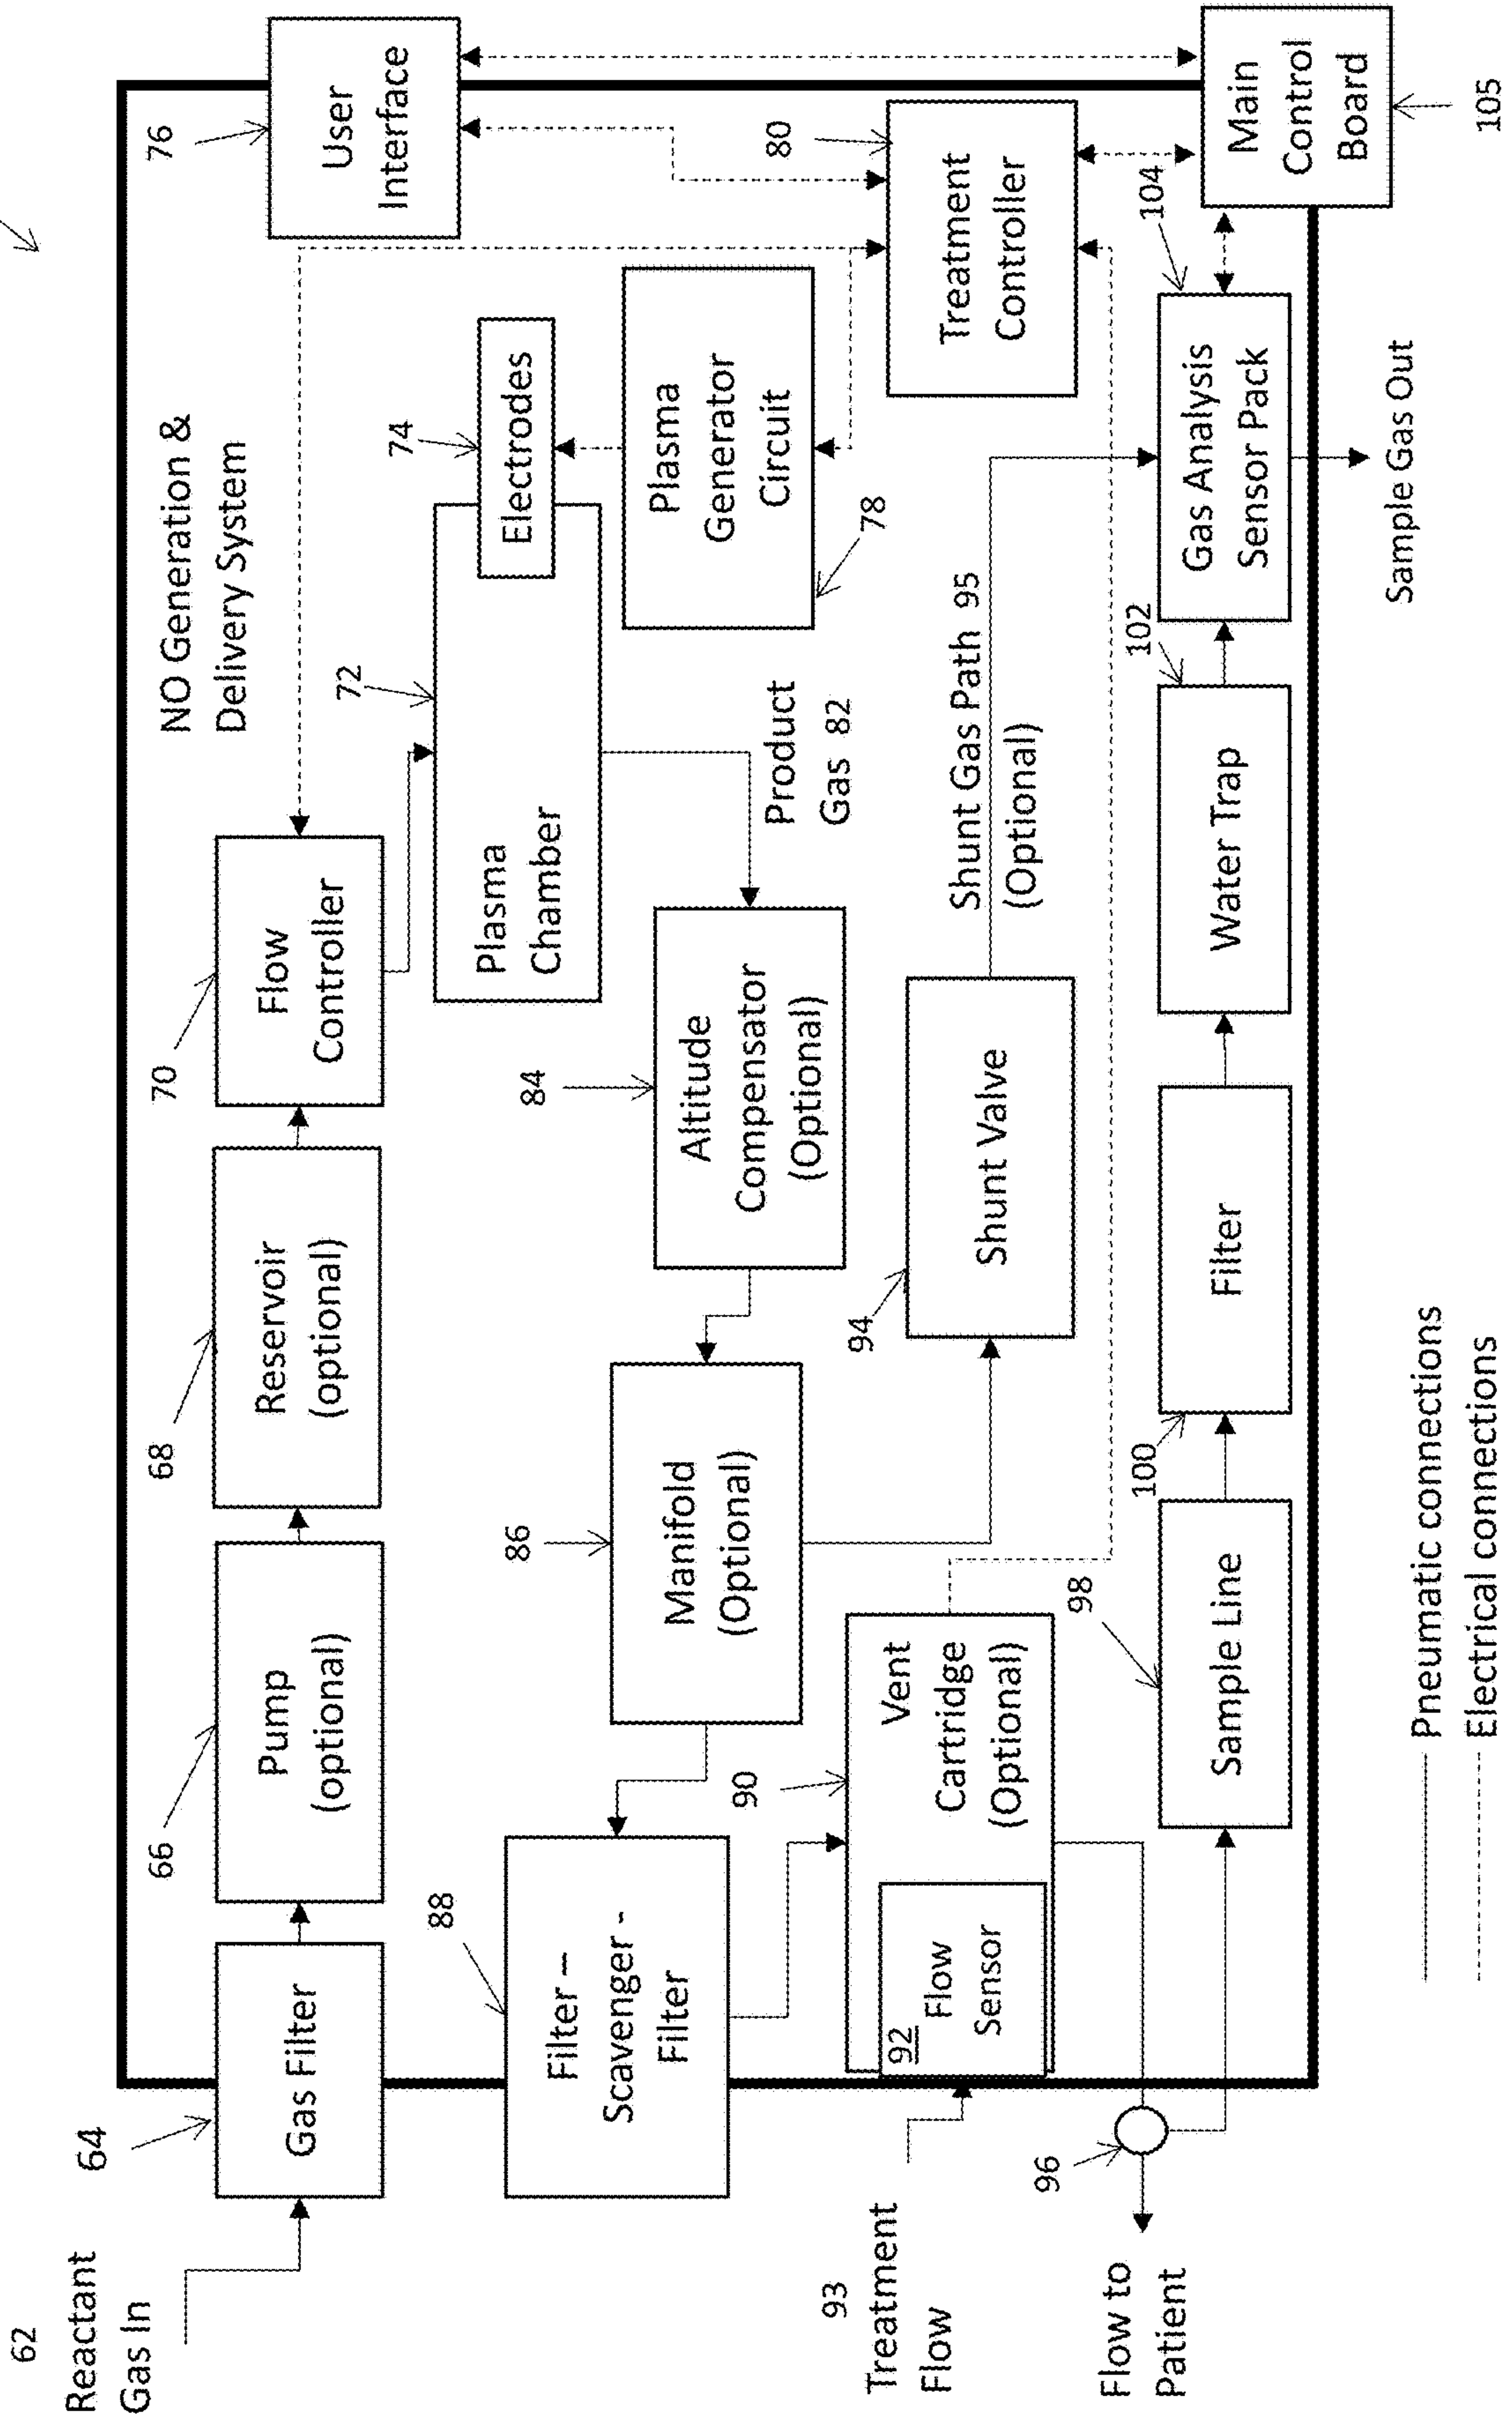 NO Generation &
Delivery System
62
Reactant
Gas In
64
Gas Filter
66
Pump
(optional)
68
Reservoir
(optional)
70
Flow
Controller
76
User
Interface
72
Plasma
Chamber
74
Electrodes
Plasma
Generator
Circuit
78
80
Treatment
Controller
Product
Gas 82
84
Altitude
Compensator
(Optional)
86
Manifold
(Optional)
88
Filter –
Scavenger -
Filter
90
Vent
Cartridge
(Optional)
92
Flow
Sensor
93
Treatment
Flow
94
Shunt Valve
Shunt Gas Path 95
(Optional)
96
Flow to
Patient
98
Sample Line
100
Filter
102
Water Trap
104
Gas Analysis
Sensor Pack
Main
Control
Board
105
Sample Gas Out
Pneumatic connections
Electrical connections